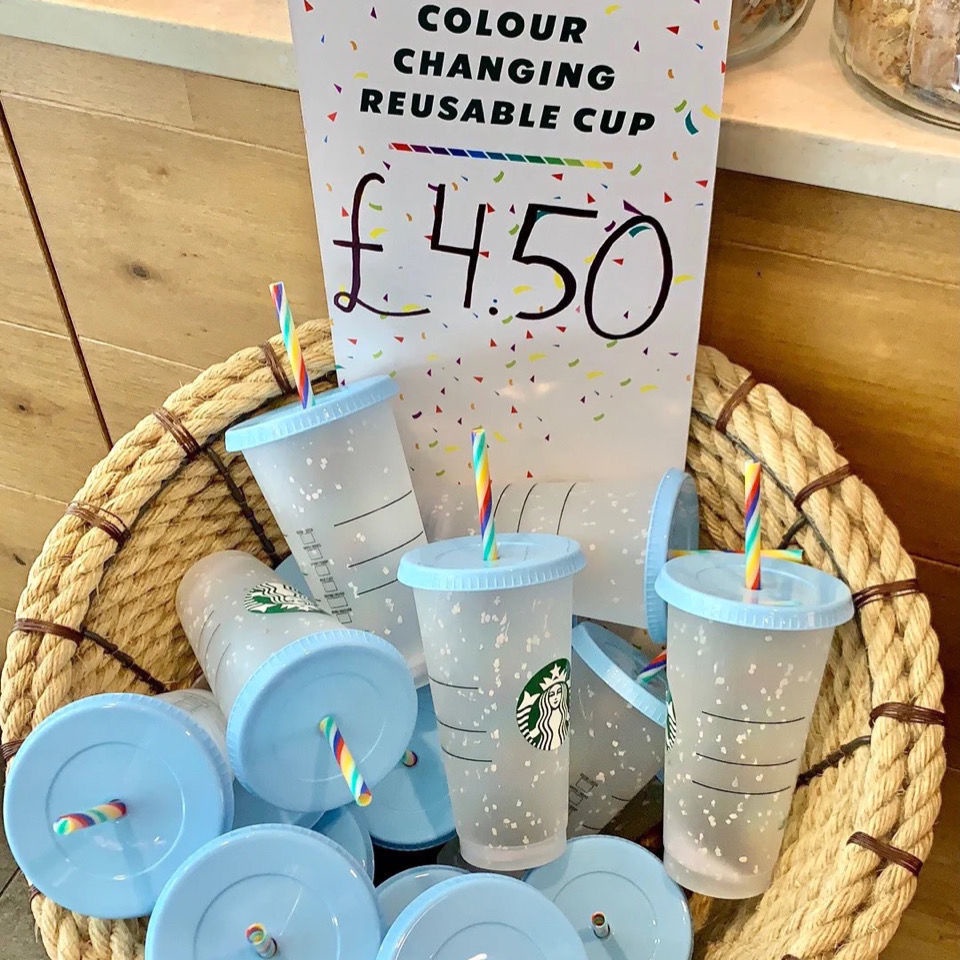 COLOUR
CHANGING
REUSABLE CUP
£4.50